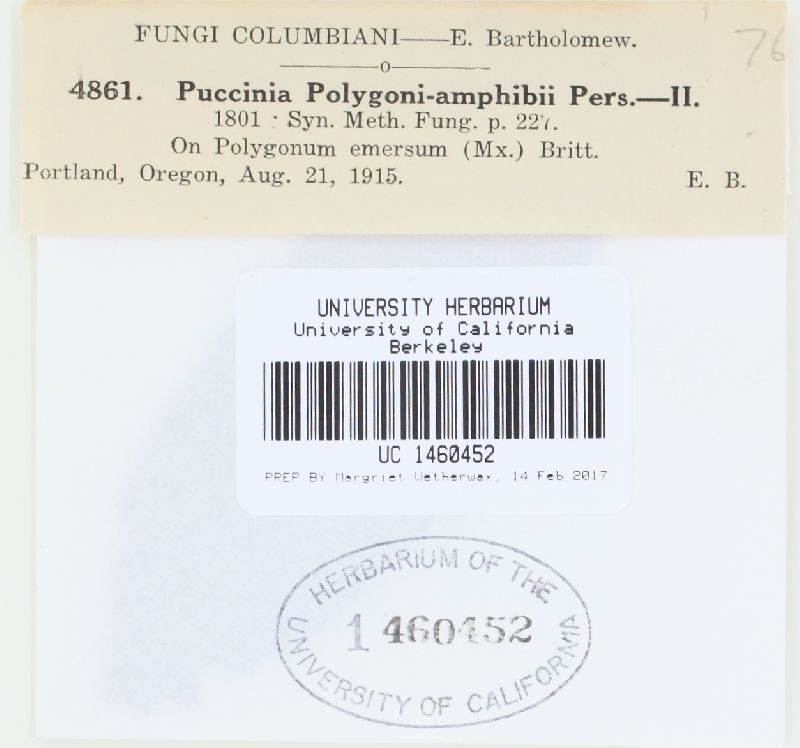 FUNGI COLUMBIANI——E. Bartholomew.
76
———o———
4861. Puccinia Polygoni-amphibii Pers.—II.
1801 : Syn. Meth. Fung. p. 227.
On Polygonum emersum (Mx.) Britt.
Portland, Oregon, Aug. 21, 1915. E. B.
UNIVERSITY HERBARIUM
University of California
Berkeley
UC 1460452
PREP BY Margriet Wetherwax, 14 Feb 2017
HERBARIUM OF THE
1 460452
UNIVERSITY OF CALIFORNIA